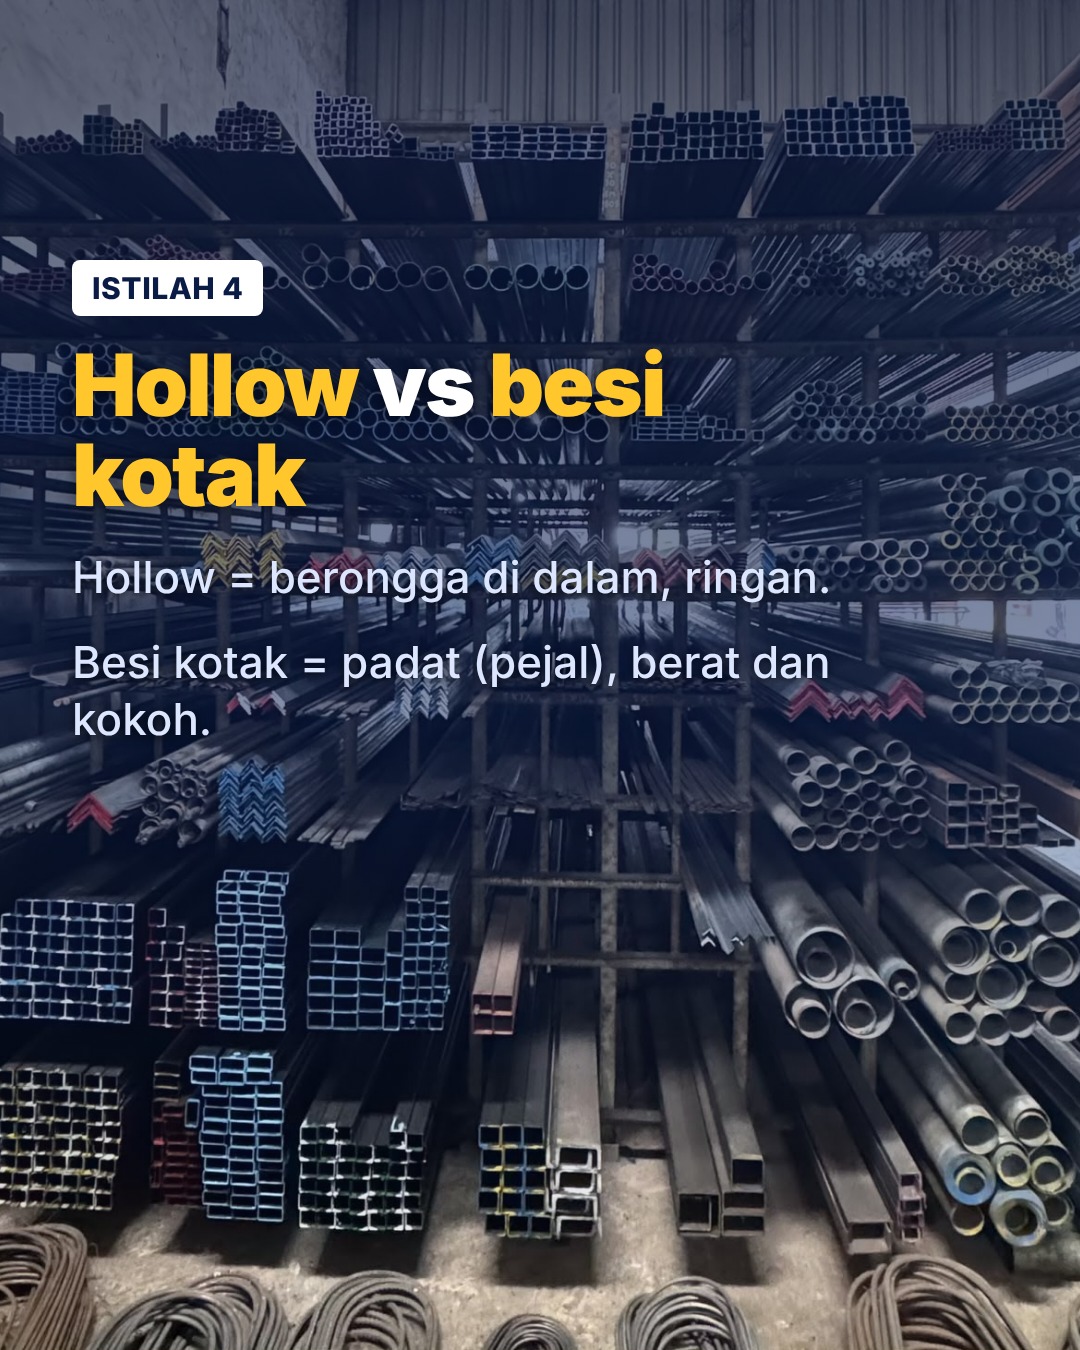 ISTILAH 4
Hollow vs besi
kotak
Hollow = berongga di dalam, ringan.
Besi kotak = padat (pejal), berat dan
kokoh.